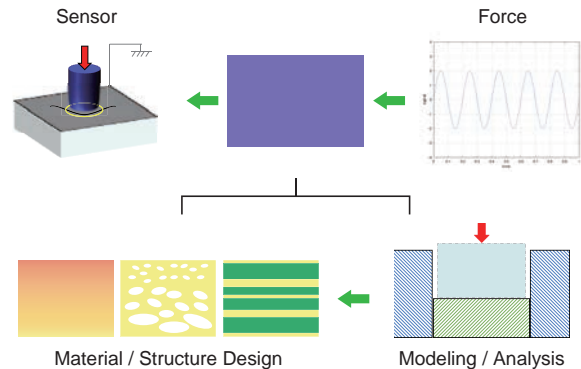 Sensor
Force
Material / Structure Design
Modeling / Analysis